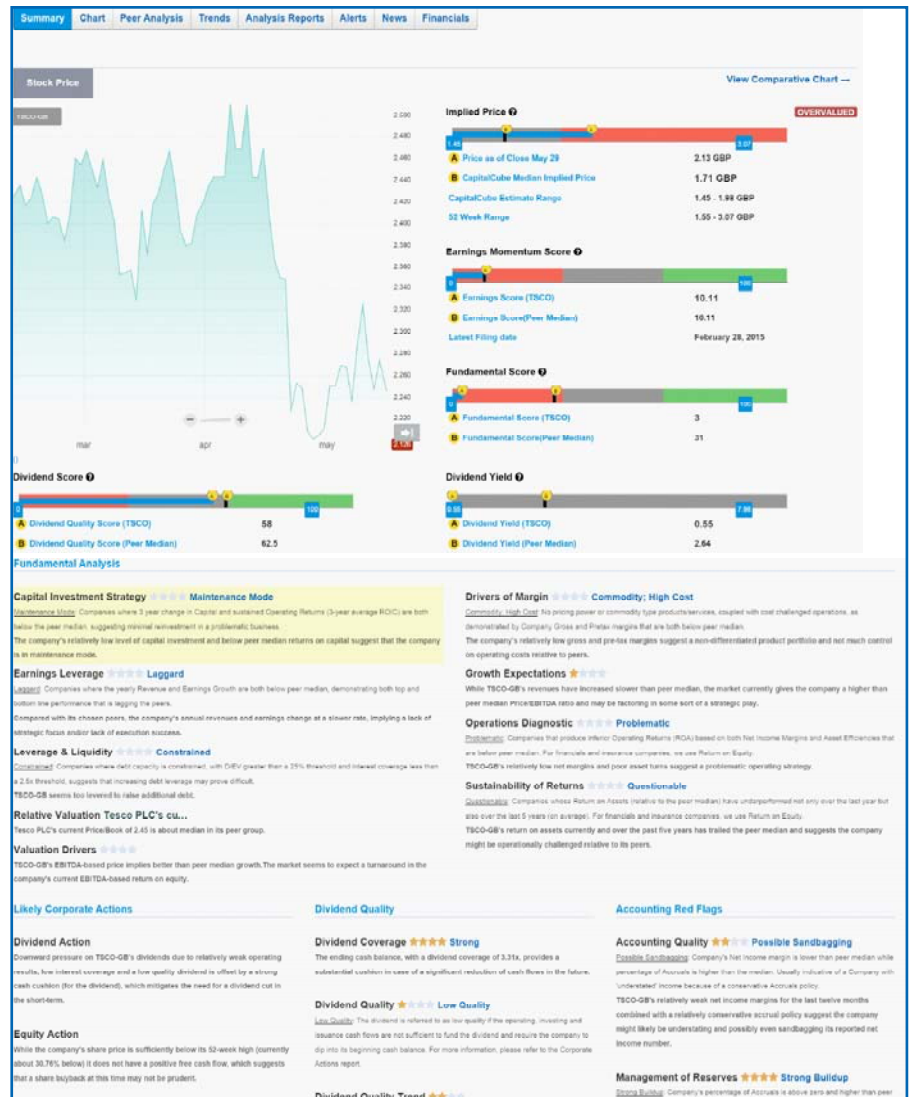 Summary Chart Peer Analysis Trends Analysis Reports Alerts News Financials
Stock Price
View Comparative Chart —
TSCO-GB
2.480
2.460
2.440
2.420
2.400
2.380
2.360
2.340
2.320
2.300
2.280
2.260
2.240
2.220
mar apr may
Implied Price
OVERVALUED
B A
1.45 3.07
A Price as of Close May 29 2.13 GBP
B CapitalCube Median Implied Price 1.71 GBP
CapitalCube Estimate Range 1.45 - 1.98 GBP
52 Week Range 1.55 - 3.07 GBP
Earnings Momentum Score
0 100
A Earnings Score (TSCO) 10.11
B Earnings Score(Peer Median) 10.11
Latest Filing date February 28, 2015
Fundamental Score
A B
0 100
A Fundamental Score (TSCO) 3
B Fundamental Score(Peer Median) 31
Dividend Score
A B
0 100
A Dividend Quality Score (TSCO) 58
B Dividend Quality Score (Peer Median) 62.5
Dividend Yield
A B
A Dividend Yield (TSCO) 0.55
B Dividend Yield (Peer Median) 2.64
Fundamental Analysis
Capital Investment Strategy Maintenance Mode
Maintenance Mode: Companies where 3 year change in Capital and sustained Operating Returns (3-year average ROIC) are both
below the peer median, suggesting minimal reinvestment in a problematic business.
The company's relatively low level of capital investment and below peer median returns on capital suggest that the company
is in maintenance mode.
Earnings Leverage Laggard
Laggard: Companies where the yearly Revenue and Earnings Growth are both below peer median, demonstrating both top and
bottom line performance that is lagging the peers.
Compared with its chosen peers, the company's annual revenues and earnings change at a slower rate, implying a lack of
strategic focus and/or lack of execution success.
Leverage & Liquidity Constrained
Constrained: Companies where debt capacity is constrained, with D/EV greater than a 25% threshold and interest coverage less than
a 2.5x threshold, suggests that increasing debt leverage may prove difficult.
TSCO-GB seems too levered to raise additional debt.
Relative Valuation Tesco PLC's cu...
Tesco PLC's current Price/Book of 2.45 is about median in its peer group.
Valuation Drivers
TSCO-GB's EBITDA-based price implies better than peer median growth.The market seems to expect a turnaround in the
company's current EBITDA-based return on equity.
Drivers of Margin Commodity; High Cost
Commodity; High Cost: No pricing power or commodity type products/services, coupled with cost challenged operations, as
demonstrated by Company Gross and Pretax margins that are both below peer median.
The company's relatively low gross and pre-tax margins suggest a non-differentiated product portfolio and not much control
on operating costs relative to peers.
Growth Expectations
While TSCO-GB's revenues have increased slower than peer median, the market currently gives the company a higher than
peer median Price/EBITDA ratio and may be factoring in some sort of a strategic play.
Operations Diagnostic Problematic
Problematic: Companies that produce inferior Operating Returns (ROA) based on both Net Income Margins and Asset Efficiencies that
are below peer median. For financials and insurance companies, we use Return on Equity.
TSCO-GB's relatively low net margins and poor asset turns suggest a problematic operating strategy.
Sustainability of Returns Questionable
Questionable: Companies whose Return on Assets (relative to the peer median) have underperformed not only over the last year but
also over the last 5 years (on average). For financials and insurance companies, we use Return on Equity.
TSCO-GB's return on assets currently and over the past five years has trailed the peer median and suggests the company
might be operationally challenged relative to its peers.
Likely Corporate Actions
Dividend Action
Downward pressure on TSCO-GB's dividends due to relatively weak operating
results, low interest coverage and a low quality dividend is offset by a strong
cash cushion (for the dividend), which mitigates the need for a dividend cut in
the short-term.
Equity Action
While the company's share price is sufficiently below its 52-week high (currently
about 30.76% below) it does not have a positive free cash flow, which suggests
that a share buyback at this time may not be prudent.
Dividend Quality
Dividend Coverage Strong
The ending cash balance, with a dividend coverage of 3.31x, provides a
substantial cushion in case of a significant reduction of cash flows in the future.
Dividend Quality Low Quality
Low Quality: The dividend is referred to as low quality if the operating, investing and
issuance cash flows are not sufficient to fund the dividend and require the company to
dip into its beginning cash balance. For more information, please refer to the Corporate
Actions report.
Dividend Quality Trend
Accounting Red Flags
Accounting Quality Possible Sandbagging
Possible Sandbagging: Company's Net income margin is lower than peer median while
percentage of Accruals is higher than the median. Usually indicative of a Company with
'understated' income because of a conservative Accruals policy.
TSCO-GB's relatively weak net income margins for the last twelve months
combined with a relatively conservative accrual policy suggest the company
might likely be understating and possibly even sandbagging its reported net
income number.
Management of Reserves Strong Buildup
Strong Buildup: Company's percentage of Accruals is above zero and higher than peer